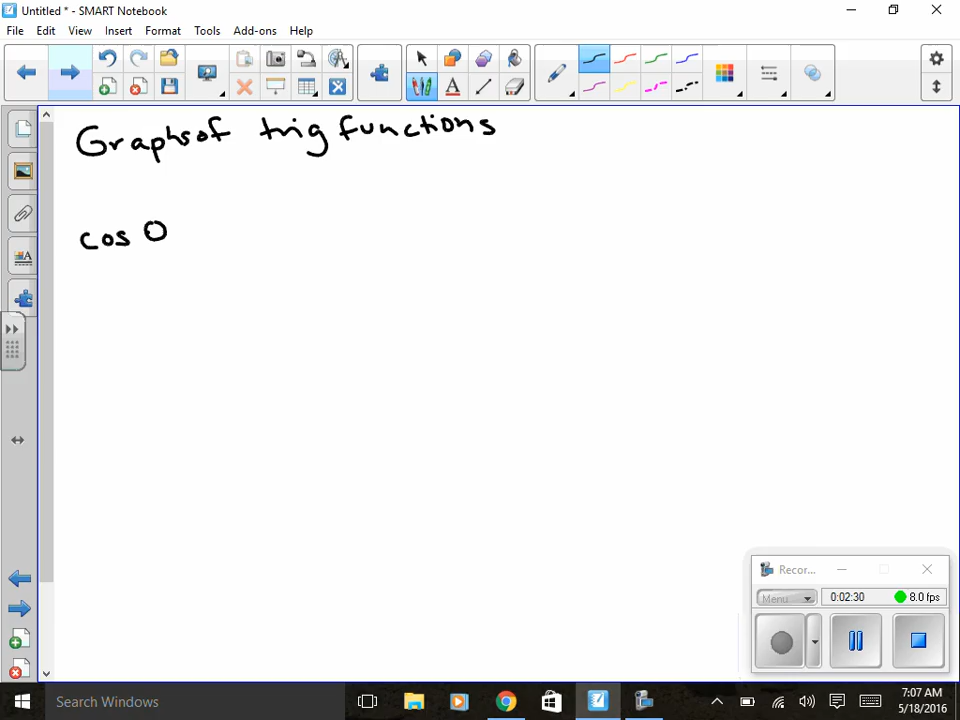 Untitled * - SMART Notebook
File Edit View Insert Format Tools Add-ons Help
Graphs of trig functions
cos O
Recor...
Menu 0:02:30 8.0 fps
Search Windows
7:07 AM
5/18/2016